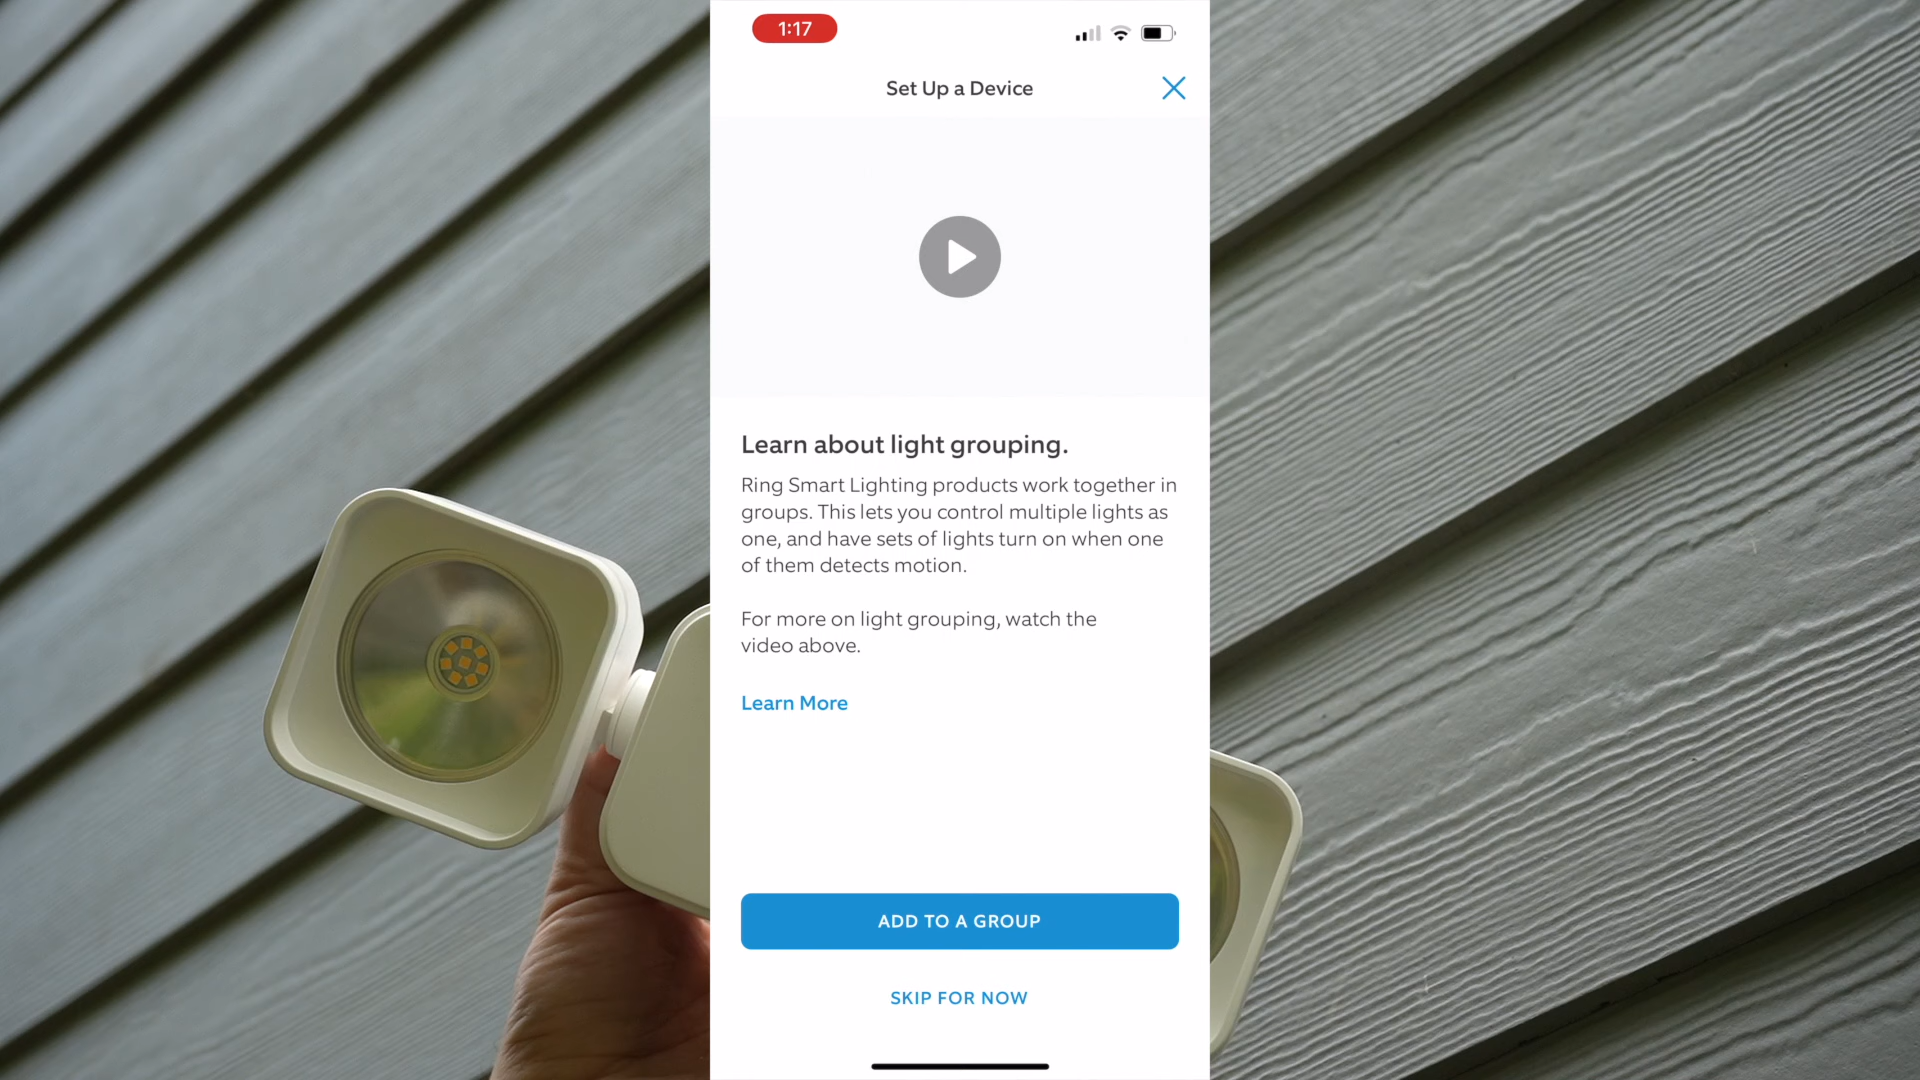 1:17
Set Up a Device
Learn about light grouping.
Ring Smart Lighting products work together in
groups. This lets you control multiple lights as
one, and have sets of lights turn on when one
of them detects motion.
For more on light grouping, watch the
video above.
Learn More
ADD TO A GROUP
SKIP FOR NOW